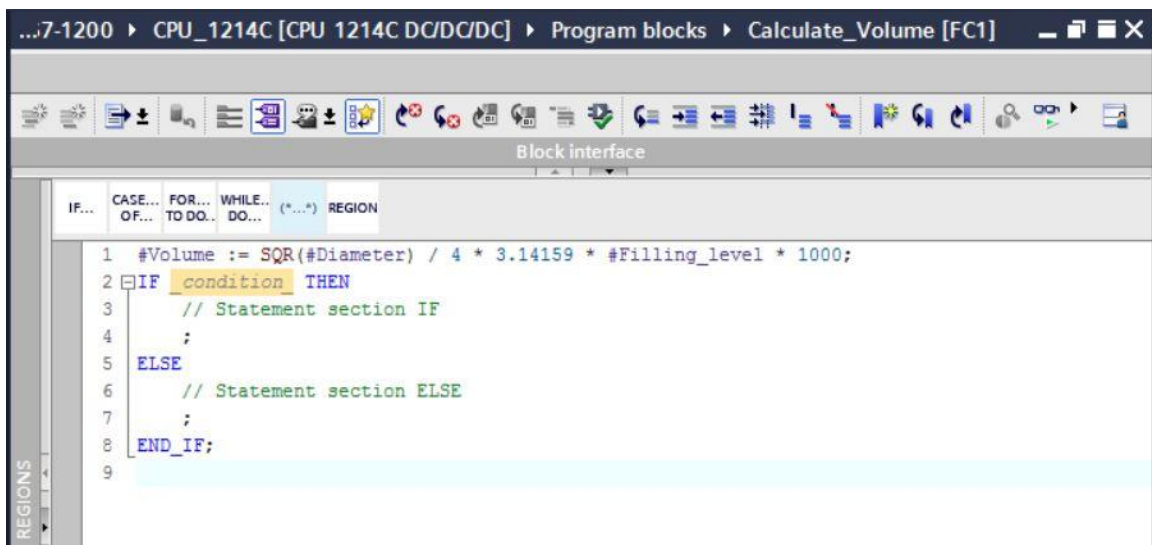 ...;7-1200 ▸ CPU_1214C [CPU 1214C DC/DC/DC] ▸ Program blocks ▸ Calculate_Volume [FC1]
Block interface
IF... CASE... OF... FOR... TO DO.. WHILE.. DO... (*...*) REGION
1 #Volume := SQR(#Diameter) / 4 * 3.14159 * #Filling_level * 1000;
2 IF _condition_ THEN
3 // Statement section IF
4 ;
5 ELSE
6 // Statement section ELSE
7 ;
8 END_IF;
9
REGIONS